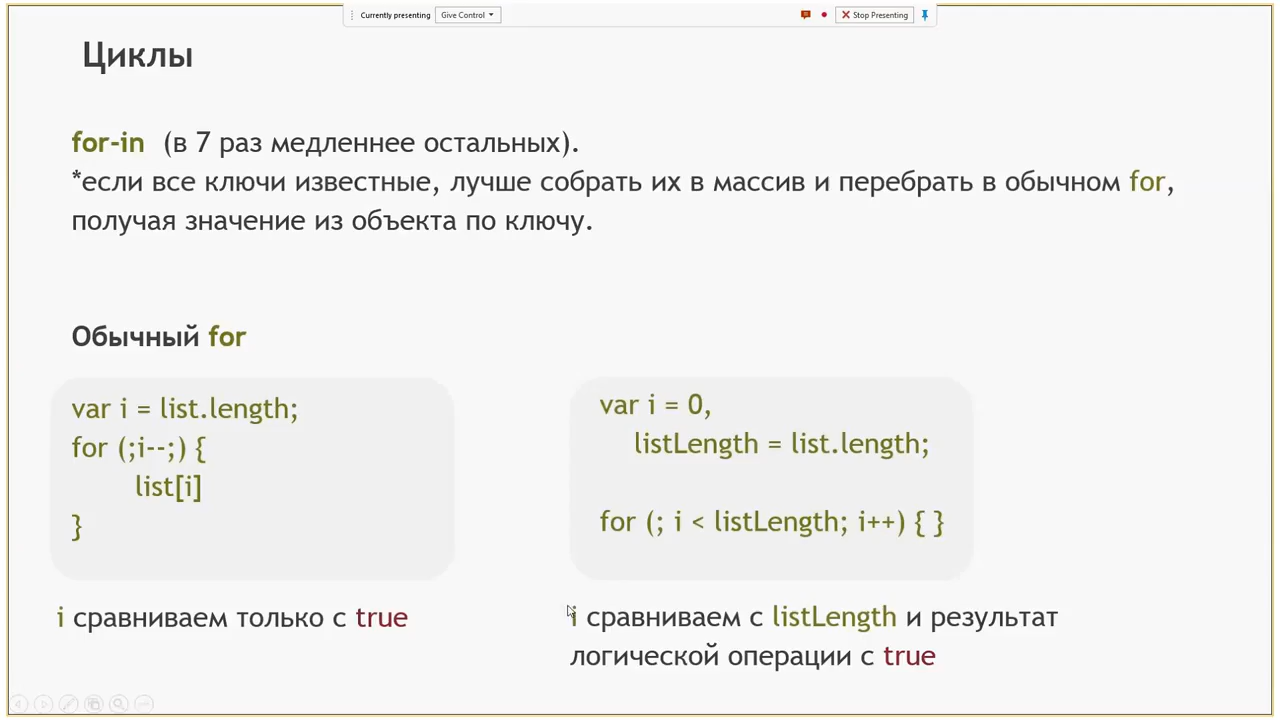 Currently presenting Give Control Stop Presenting
Циклы
for-in (в 7 раз медленнее остальных).
*если все ключи известные, лучше собрать их в массив и перебрать в обычном for,
получая значение из объекта по ключу.
Обычный for
var i = list.length;
for (;i--;) {
list[i]
}
i сравниваем только с true
var i = 0,
listLength = list.length;
for (; i < listLength; i++) { }
i сравниваем с listLength и результат
логической операции с true